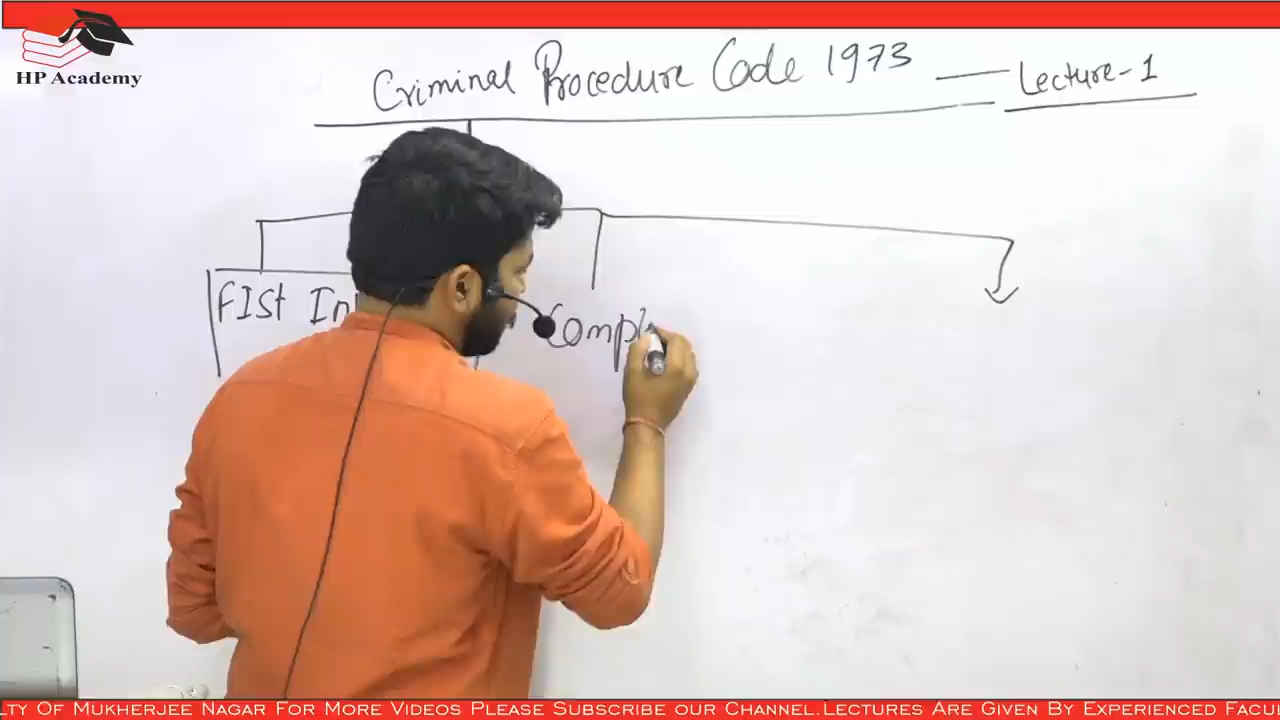 HP Academy
Criminal Procedure Code 1973 — Lecture-1
FIst In
Compl
TY OF MUKHERJEE NAGAR FOR MORE VIDEOS PLEASE SUBSCRIBE OUR CHANNEL.LECTURES ARE GIVEN BY EXPERIENCED FACUL